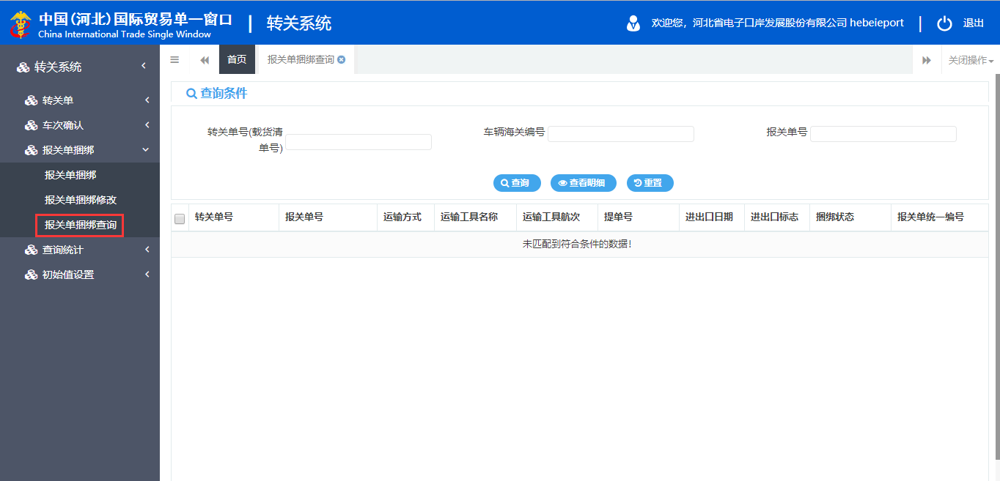 中国(河北)国际贸易单一窗口
China International Trade Single Window
转关系统
欢迎您，河北省电子口岸发展股份有限公司 hebeieport
退出
转关系统
转关单
车次确认
报关单捆绑
报关单捆绑
报关单捆绑修改
报关单捆绑查询
查询统计
初始值设置
首页
报关单捆绑查询
关闭操作
查询条件
转关单号(载货清
单号)
车辆海关编号
报关单号
查询
查看明细
重置
转关单号
报关单号
运输方式
运输工具名称
运输工具航次
提单号
进出口日期
进出口标志
捆绑状态
报关单统一编号
未匹配到符合条件的数据!